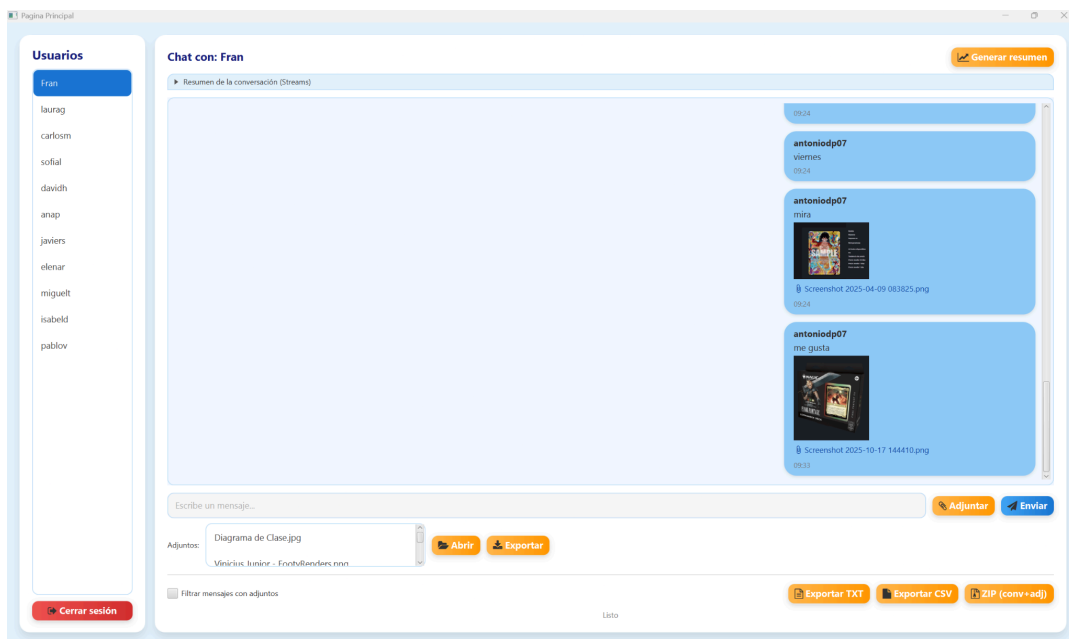 Pagina Principal
Usuarios
Fran
laurag
carlosm
sofial
davidh
anap
javiers
elenar
miguelt
isabeld
pablov
Cerrar sesión
Chat con: Fran
Generar resumen
Resumen de la conversación (Streams)
09:24
antoniodp07
viernes
09:24
antoniodp07
mira
SAMPLE
Screenshot 2025-04-09 083825.png
09:24
antoniodp07
me gusta
Screenshot 2025-10-17 144410.png
09:33
Escribe un mensaje...
Adjuntar
Enviar
Adjuntos:
Diagrama de Clase.jpg
Vinicius Junior - FootyRenders.png
Abrir
Exportar
Filtrar mensajes con adjuntos
Exportar TXT
Exportar CSV
ZIP (conv+adj)
Listo